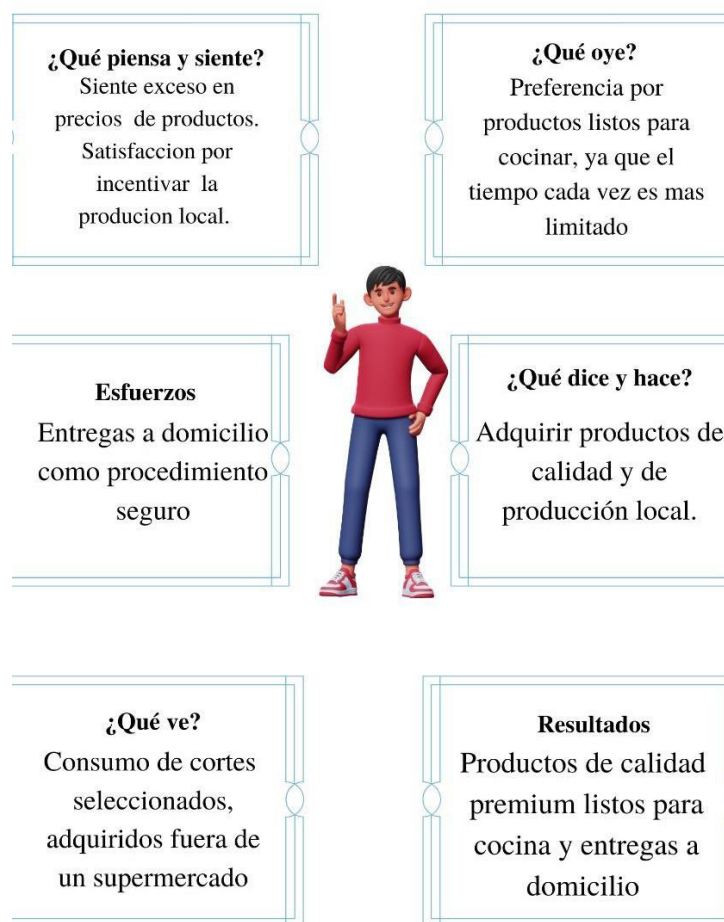 ¿Qué piensa y siente?
Siente exceso en
precios de productos.
Satisfaccion por
incentivar la
producion local.
¿Qué oye?
Preferencia por
productos listos para
cocinar, ya que el
tiempo cada vez es mas
limitado
Esfuerzos
Entregas a domicilio
como procedimiento
seguro
¿Qué dice y hace?
Adquirir productos de
calidad y de
producción local.
¿Qué ve?
Consumo de cortes
seleccionados,
adquiridos fuera de
un supermercado
Resultados
Productos de calidad
premium listos para
cocina y entregas a
domicilio